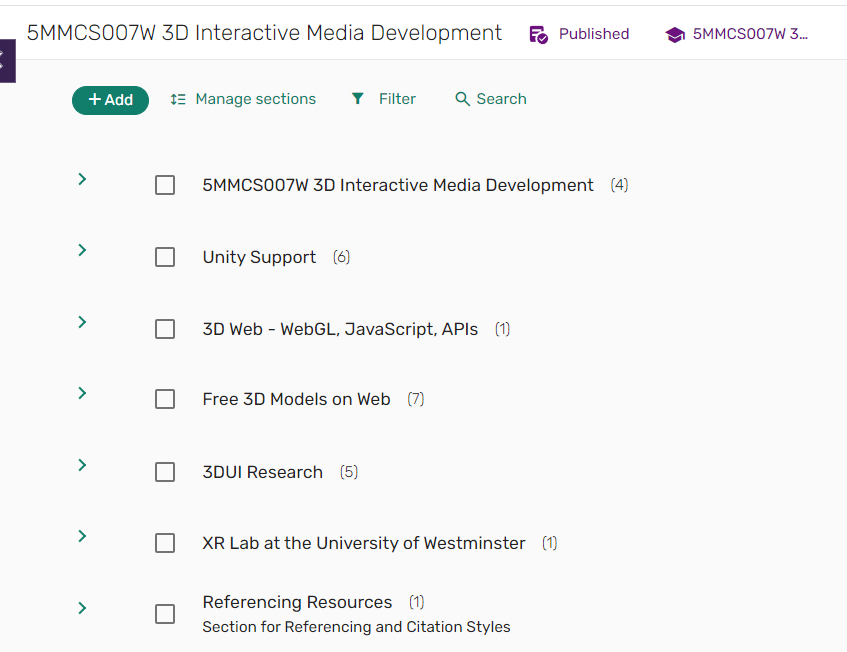 5MMCS007W 3D Interactive Media Development Published 5MMCS007W 3...
+ Add Manage sections Filter Search
5MMCS007W 3D Interactive Media Development (4)
Unity Support (6)
3D Web - WebGL, JavaScript, APIs (1)
Free 3D Models on Web (7)
3DUI Research (5)
XR Lab at the University of Westminster (1)
Referencing Resources (1)
Section for Referencing and Citation Styles